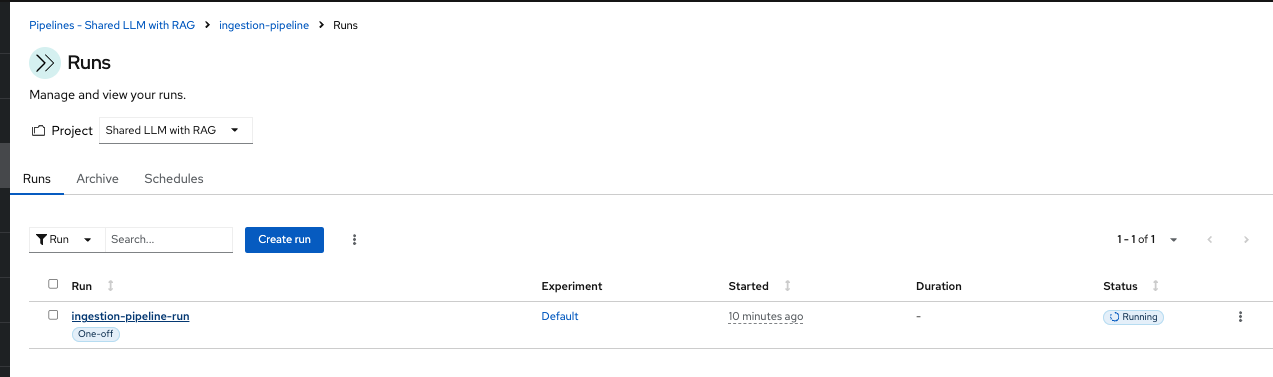 Pipelines - Shared LLM with RAG > ingestion-pipeline > Runs
Runs
Manage and view your runs.
Project Shared LLM with RAG
Runs Archive Schedules
Run Search... Create run 1 - 1 of 1
Run Experiment Started Duration Status
ingestion-pipeline-run Default 10 minutes ago - Running
One-off